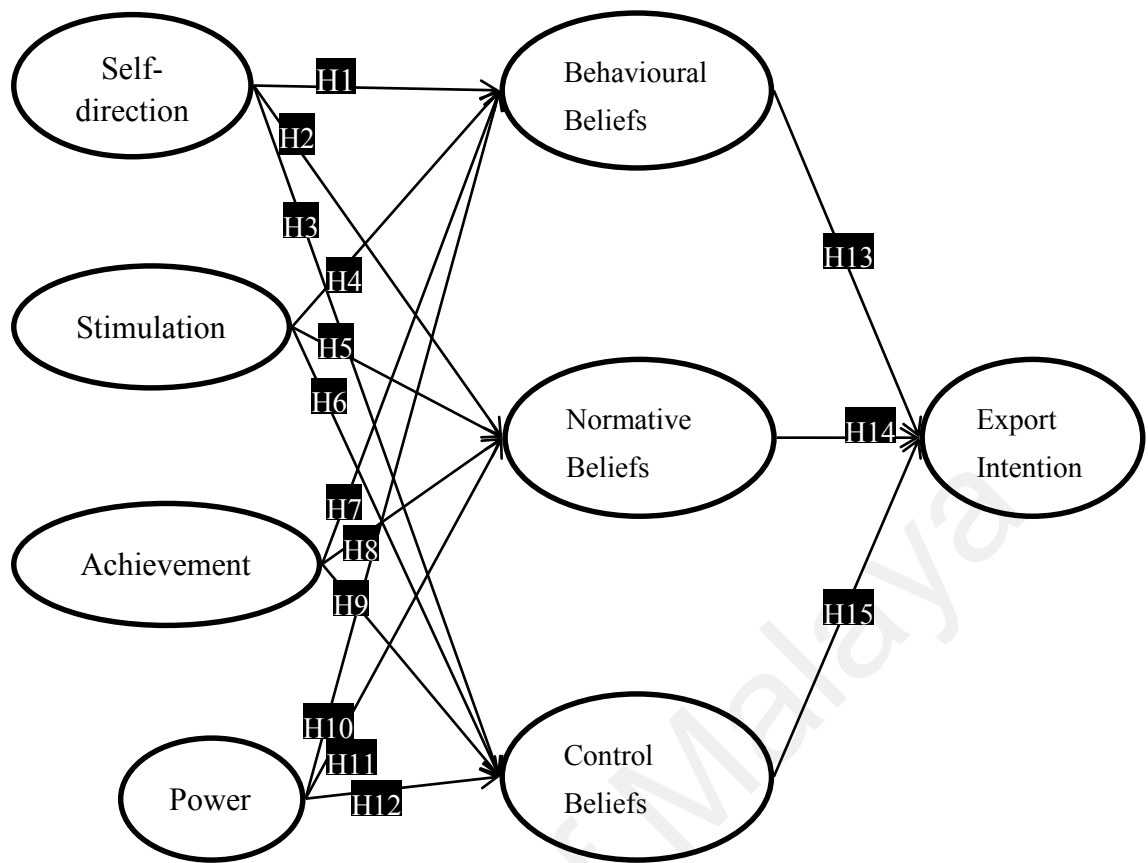 Self-
direction
Stimulation
Achievement
Power
H1
H2
H3
H4
H5
H6
H7
H8
H9
H10
H11
H12
Behavioural
Beliefs
Normative
Beliefs
Control
Beliefs
H13
H14
H15
Export
Intention
f Malaya